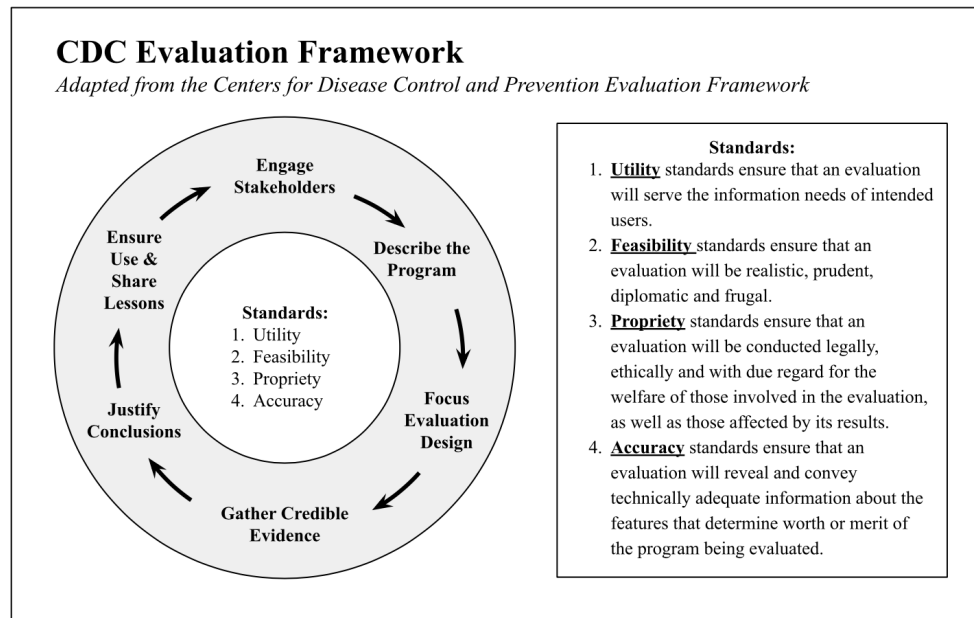 CDC Evaluation Framework
Adapted from the Centers for Disease Control and Prevention Evaluation Framework
Engage
Stakeholders
Describe the
Program
Focus
Evaluation
Design
Gather Credible
Evidence
Justify
Conclusions
Ensure
Use &
Share
Lessons
Standards:
1. Utility
2. Feasibility
3. Propriety
4. Accuracy
Standards:
1. Utility standards ensure that an evaluation
will serve the information needs of intended
users.
2. Feasibility standards ensure that an
evaluation will be realistic, prudent,
diplomatic and frugal.
3. Propriety standards ensure that an
evaluation will be conducted legally,
ethically and with due regard for the
welfare of those involved in the evaluation,
as well as those affected by its results.
4. Accuracy standards ensure that an
evaluation will reveal and convey
technically adequate information about the
features that determine worth or merit of
the program being evaluated.